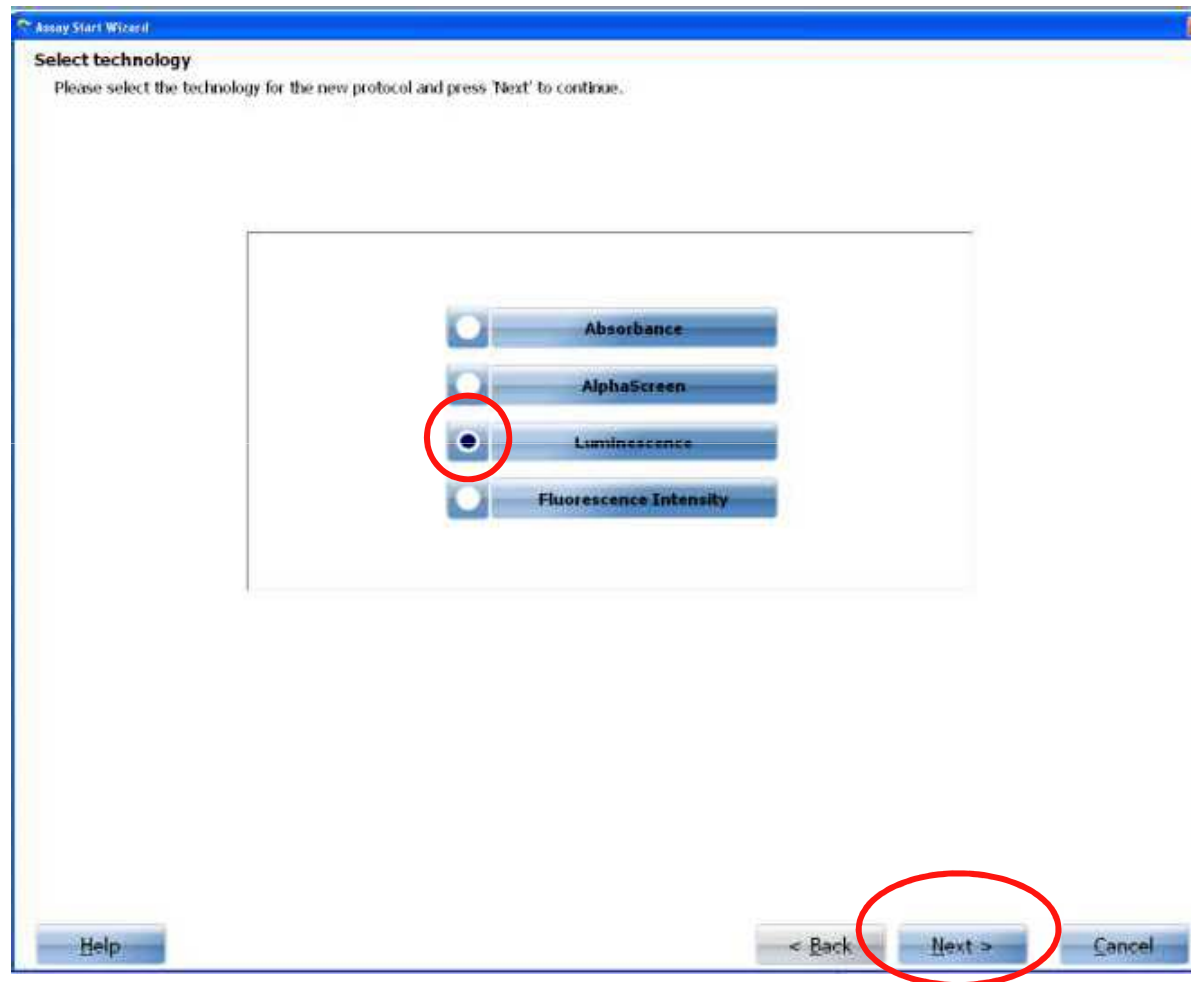 Assay Start Wizard
Select technology
Please select the technology for the new protocol and press 'Next' to continue.
Absorbance
AlphaScreen
Luminescence
Fluorescence Intensity
Help
< Back
Next >
Cancel